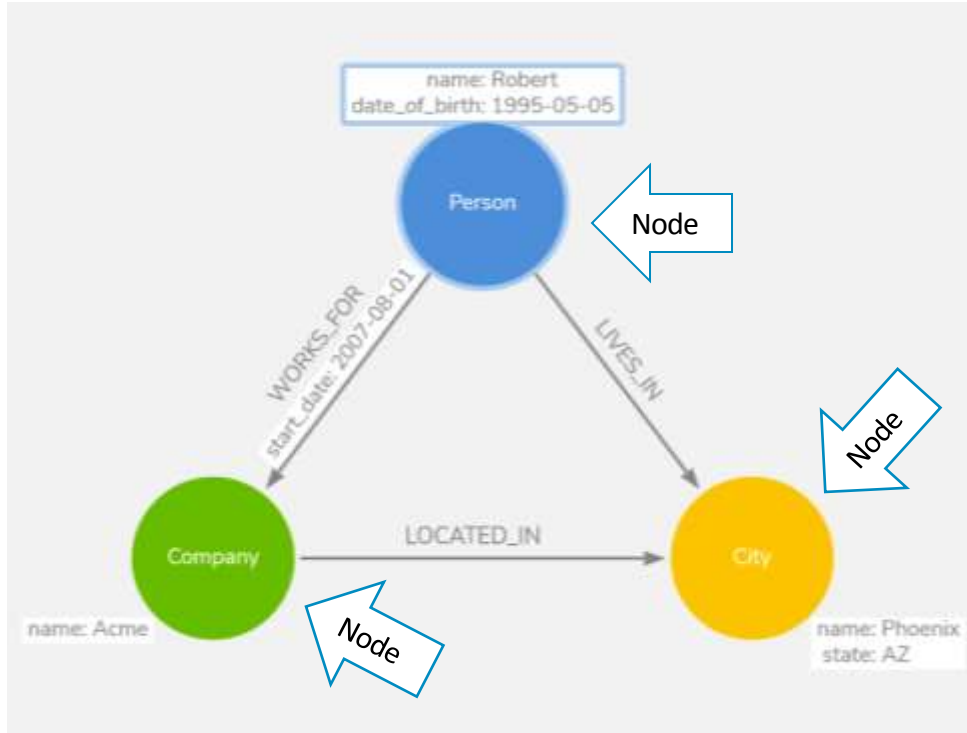 name: Robert
date_of_birth: 1995-05-05
Person
Node
WORKS_FOR
start_date: 2007-08-01
LIVES_IN
Node
Company
LOCATED_IN
City
name: Acme
Node
name: Phoenix
state: AZ